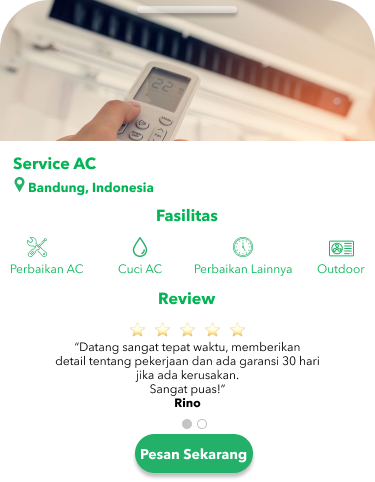 22
Service AC
Bandung, Indonesia
Fasilitas
Perbaikan AC
Cuci AC
Perbaikan Lainnya
Outdoor
Review
“Datang sangat tepat waktu, memberikan
detail tentang pekerjaan dan ada garansi 30 hari
jika ada kerusakan.
Sangat puas!“
Rino
Pesan Sekarang